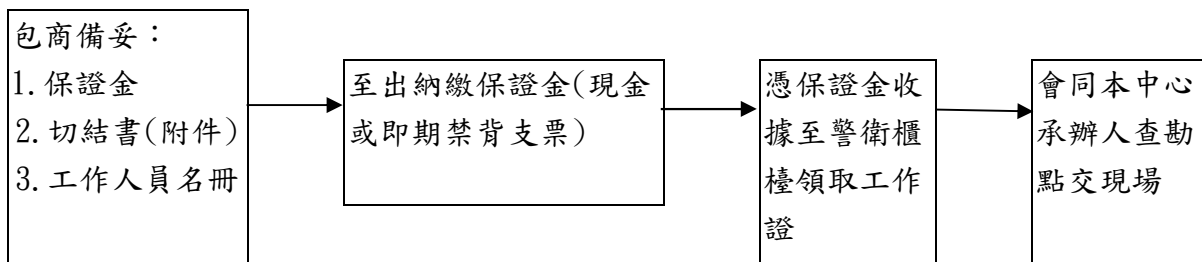 包商備妥：
1.保證金
2.切結書(附件)
3.工作人員名冊
至出納繳保證金(現金
或即期禁背支票)
憑保證金收
據至警衛櫃
檯領取工作
證
會同本中心
承辦人查勘
點交現場